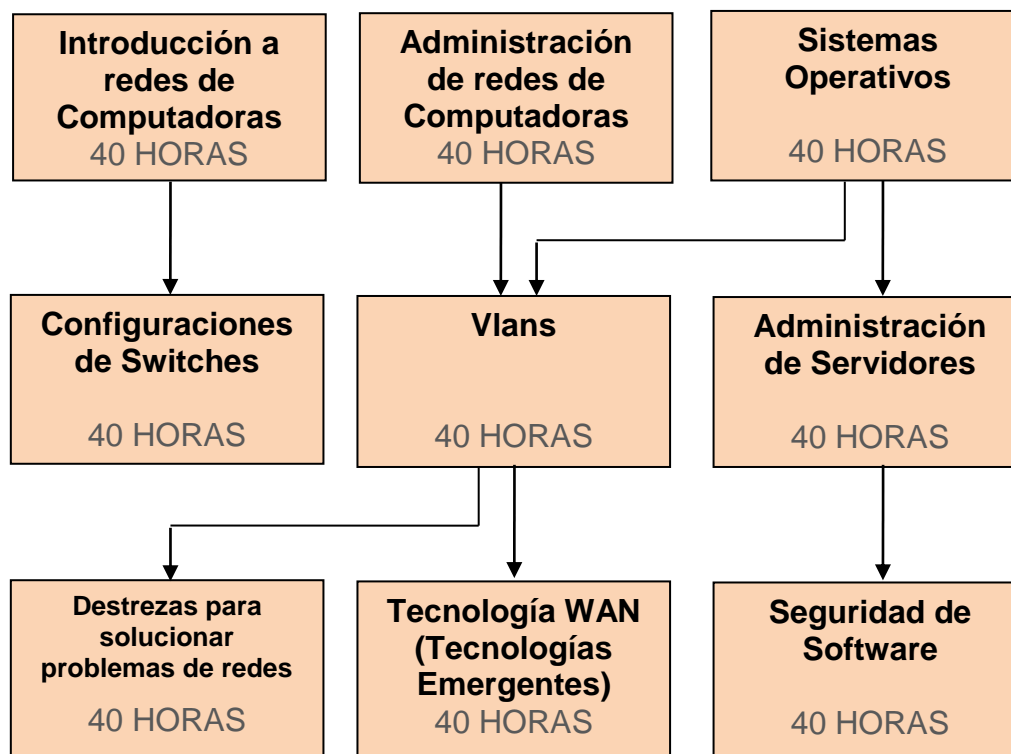 Introducción a
redes de
Computadoras
40 HORAS
Administración
de redes de
Computadoras
40 HORAS
Sistemas
Operativos
40 HORAS
Configuraciones
de Switches
40 HORAS
Vlans
40 HORAS
Administración
de Servidores
40 HORAS
Destrezas para
solucionar
problemas de redes
40 HORAS
Tecnología WAN
(Tecnologías
Emergentes)
40 HORAS
Seguridad de
Software
40 HORAS